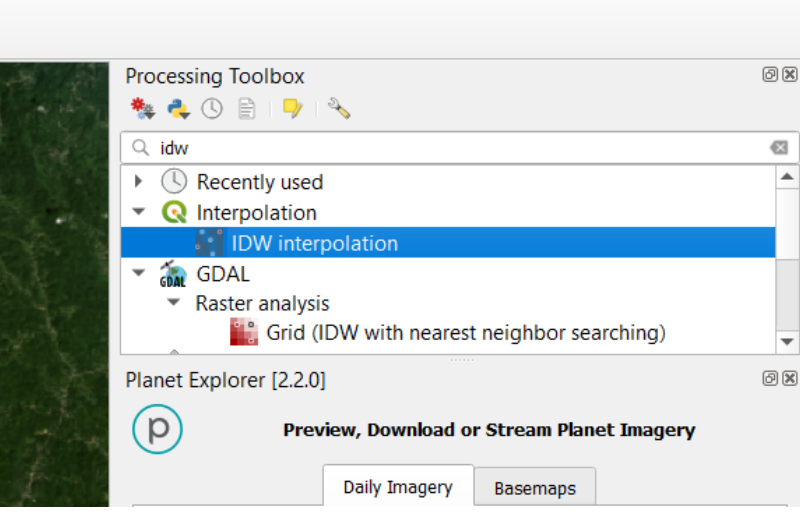 Processing Toolbox
idw
Recently used
Interpolation
IDW interpolation
GDAL GDAL
Raster analysis
Grid (IDW with nearest neighbor searching)
Planet Explorer [2.2.0]
p Preview, Download or Stream Planet Imagery
Daily Imagery Basemaps